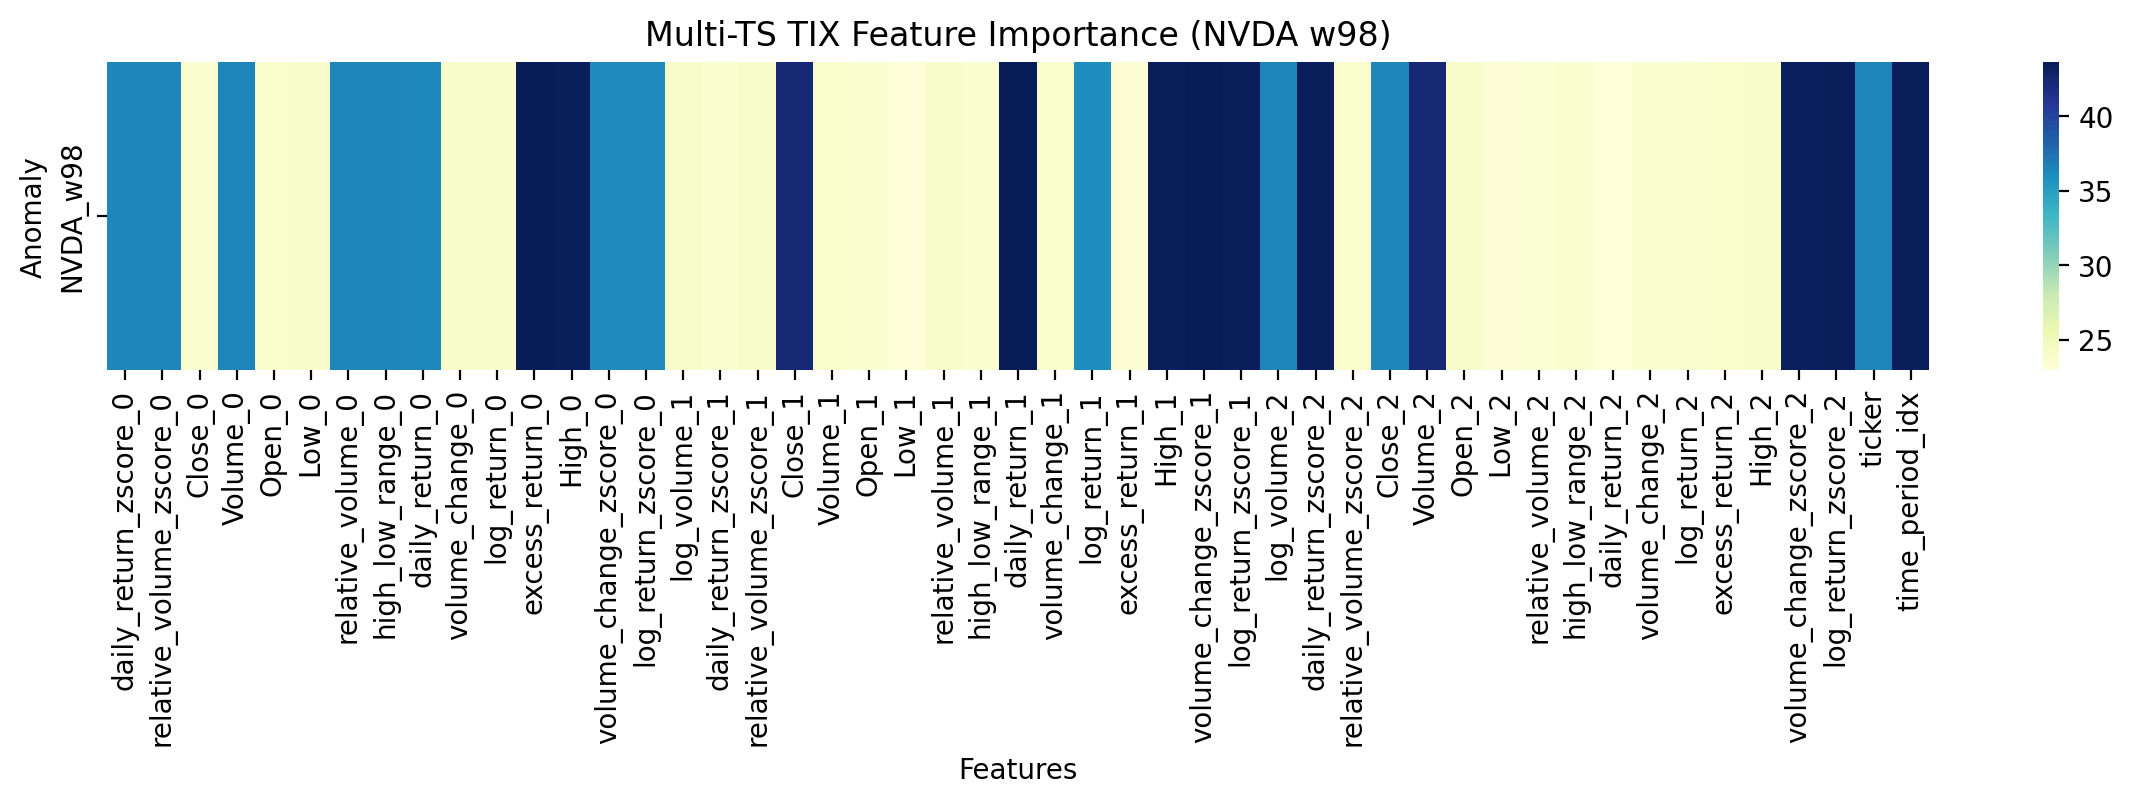 Multi-TS TIX Feature Importance (NVDA w98)
Anomaly
NVDA_w98
40
35
30
25
daily_return_zscore_0
relative_volume_zscore_0
Close_0
Volume_0
Open_0
Low_0
relative_volume_0
high_low_range_0
daily_return_0
volume_change_0
log_return_0
excess_return_0
High_0
volume_change_zscore_0
log_return_zscore_0
log_volume_1
daily_return_zscore_1
relative_volume_zscore_1
Close_1
Volume_1
Open_1
Low_1
relative_volume_1
high_low_range_1
daily_return_1
volume_change_1
log_return_1
excess_return_1
High_1
volume_change_zscore_1
log_return_zscore_1
log_volume_2
daily_return_zscore_2
relative_volume_zscore_2
Close_2
Volume_2
Open_2
Low_2
relative_volume_2
high_low_range_2
daily_return_2
volume_change_2
log_return_2
excess_return_2
High_2
volume_change_zscore_2
log_return_zscore_2
ticker
time_period_idx
Features